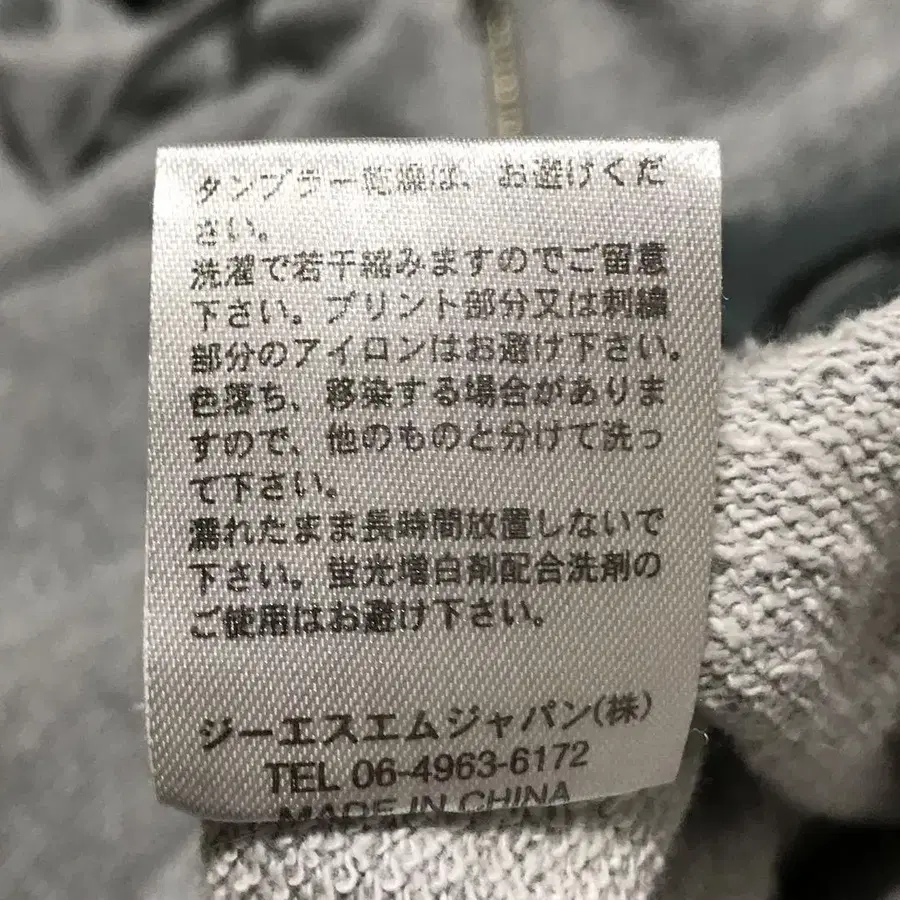 タンブラー乾燥は、お避けくだ
さい。
洗濯で若干縮みますのでご留意
下さい。プリント部分又は刺繍
部分のアイロンはお避け下さい。
色落ち、移染する場合がありま
すので、他のものと分けて洗っ
て下さい。
濡れたまま長時間放置しないで
下さい。蛍光増白剤配合洗剤の
ご使用はお避け下さい。
ジーエスエムジャパン(株)
TEL 06-4963-6172
MADE IN CHINA